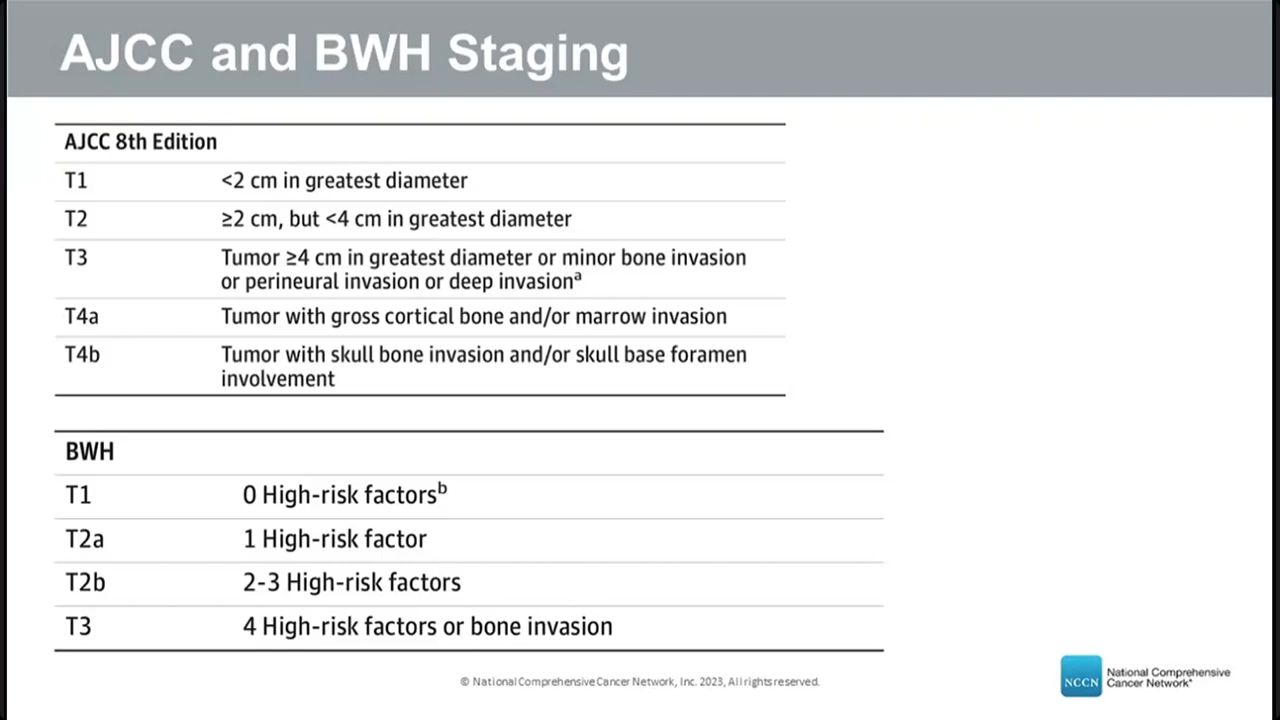 AJCC and BWH Staging
AJCC 8th Edition
T1 <2 cm in greatest diameter
T2 ≥2 cm, but <4 cm in greatest diameter
T3 Tumor ≥4 cm in greatest diameter or minor bone invasion
or perineural invasion or deep invasionᵃ
T4a Tumor with gross cortical bone and/or marrow invasion
T4b Tumor with skull bone invasion and/or skull base foramen
involvement
BWH
T1 0 High-risk factorsᵇ
T2a 1 High-risk factor
T2b 2-3 High-risk factors
T3 4 High-risk factors or bone invasion
© National Comprehensive Cancer Network, Inc. 2023, All rights reserved.
NCCN
National Comprehensive
Cancer Network®